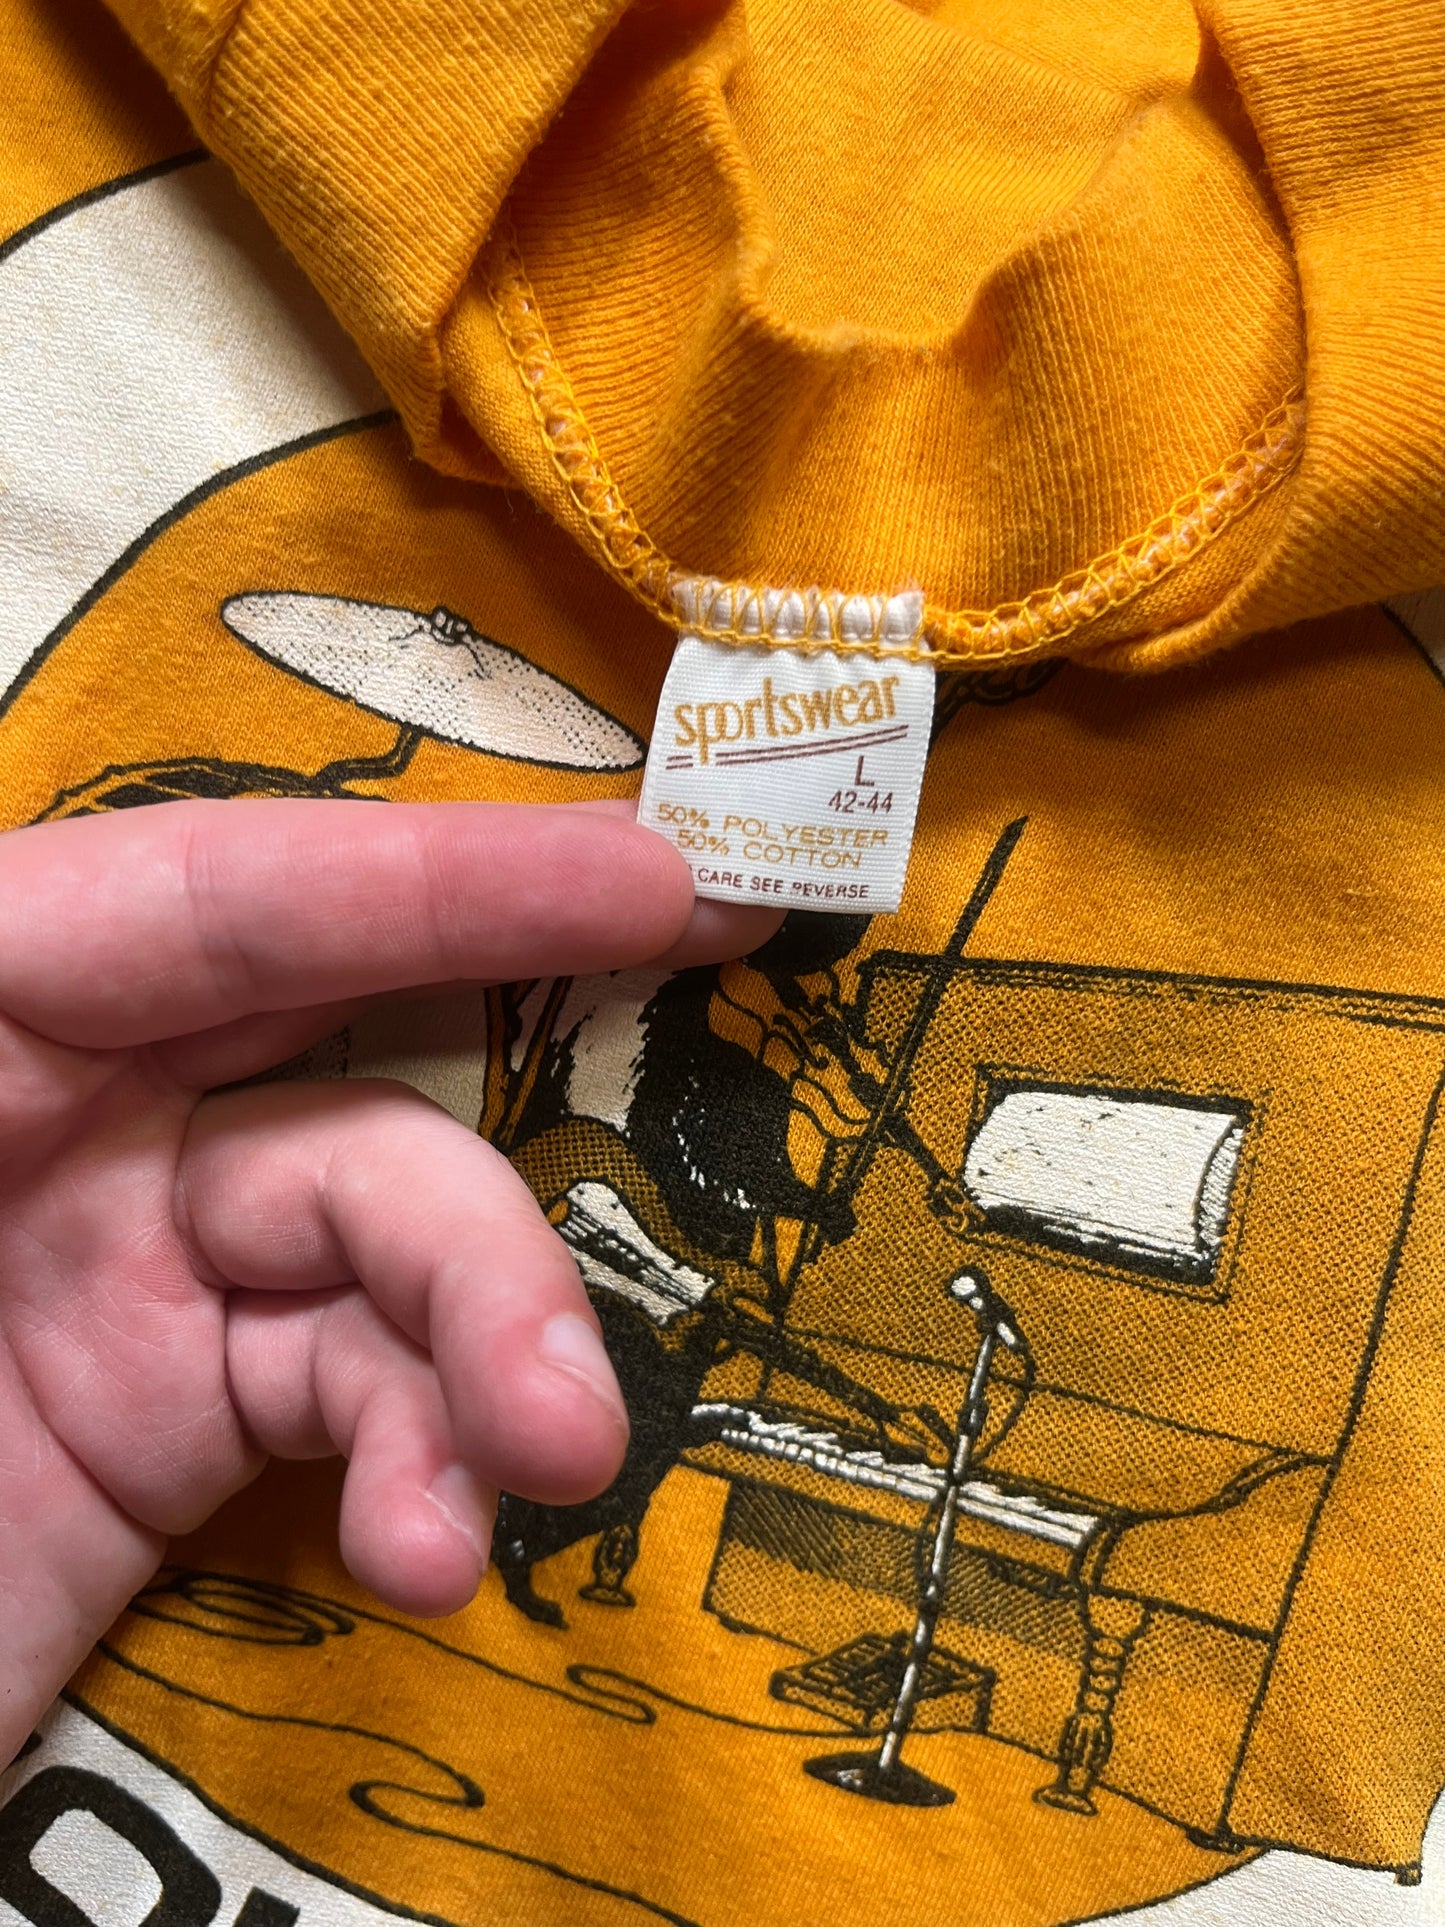 sportswear
L
42-44
50% POLYESTER
50% COTTON
CARE SEE REVERSE